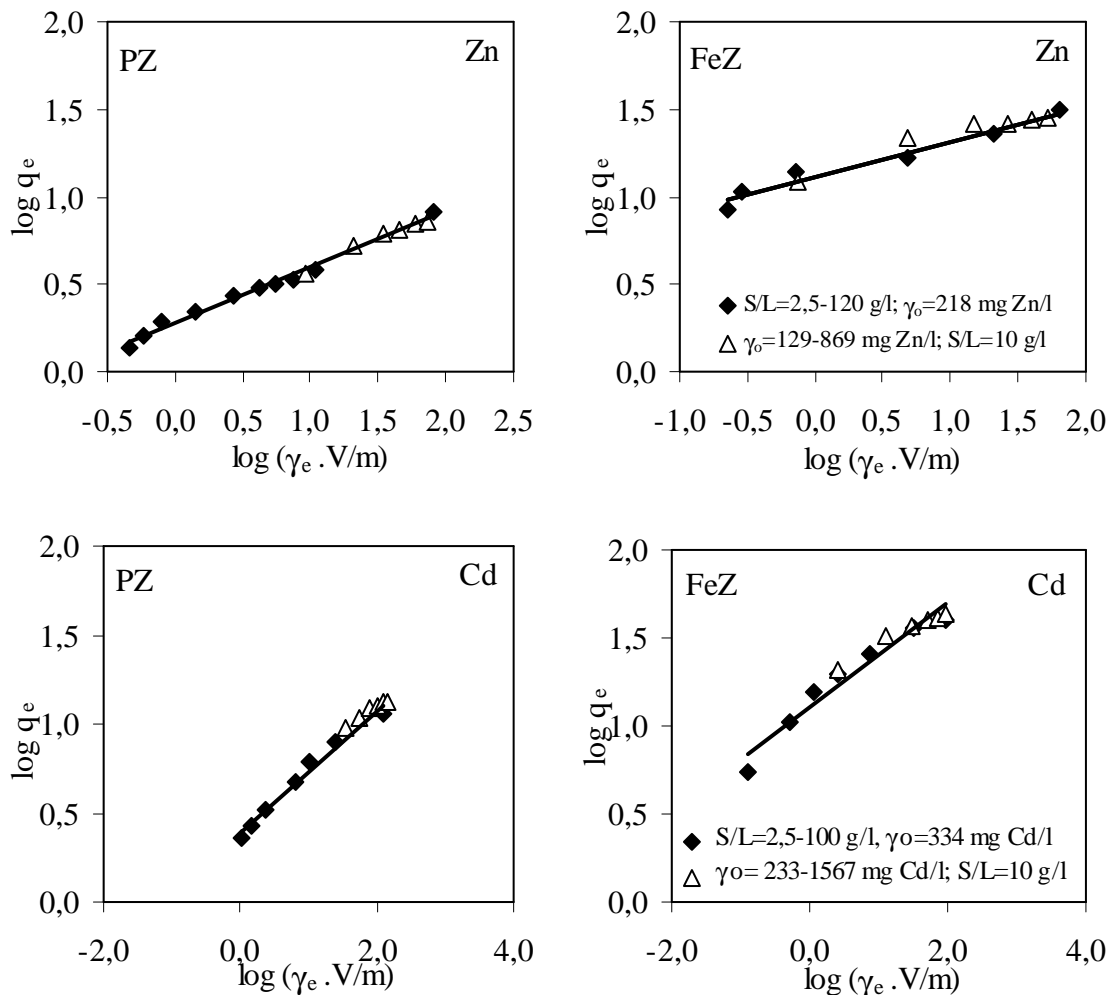 2,0
PZ
Zn
1,5
log q e
1,0
0,5
0,0
-0,5 0,0 0,5 1,0 1,5 2,0 2,5
log (γe .V/m)
2,0
FeZ
Zn
1,5
log q e
1,0
0,5
S/L=2,5-120 g/l; γo=218 mg Zn/l
γo=129-869 mg Zn/l; S/L=10 g/l
0,0
-1,0 -0,5 0,0 0,5 1,0 1,5 2,0
log (γe .V/m)
2,0
PZ
Cd
1,5
log q e
1,0
0,5
0,0
-2,0 0,0 2,0 4,0
log (γe .V/m)
2,0
FeZ
Cd
1,5
log q e
1,0
0,5
S/L=2,5-100 g/l, γo=334 mg Cd/l
γo= 233-1567 mg Cd/l; S/L=10 g/l
0,0
-2,0 0,0 2,0 4,0
log (γe .V/m)